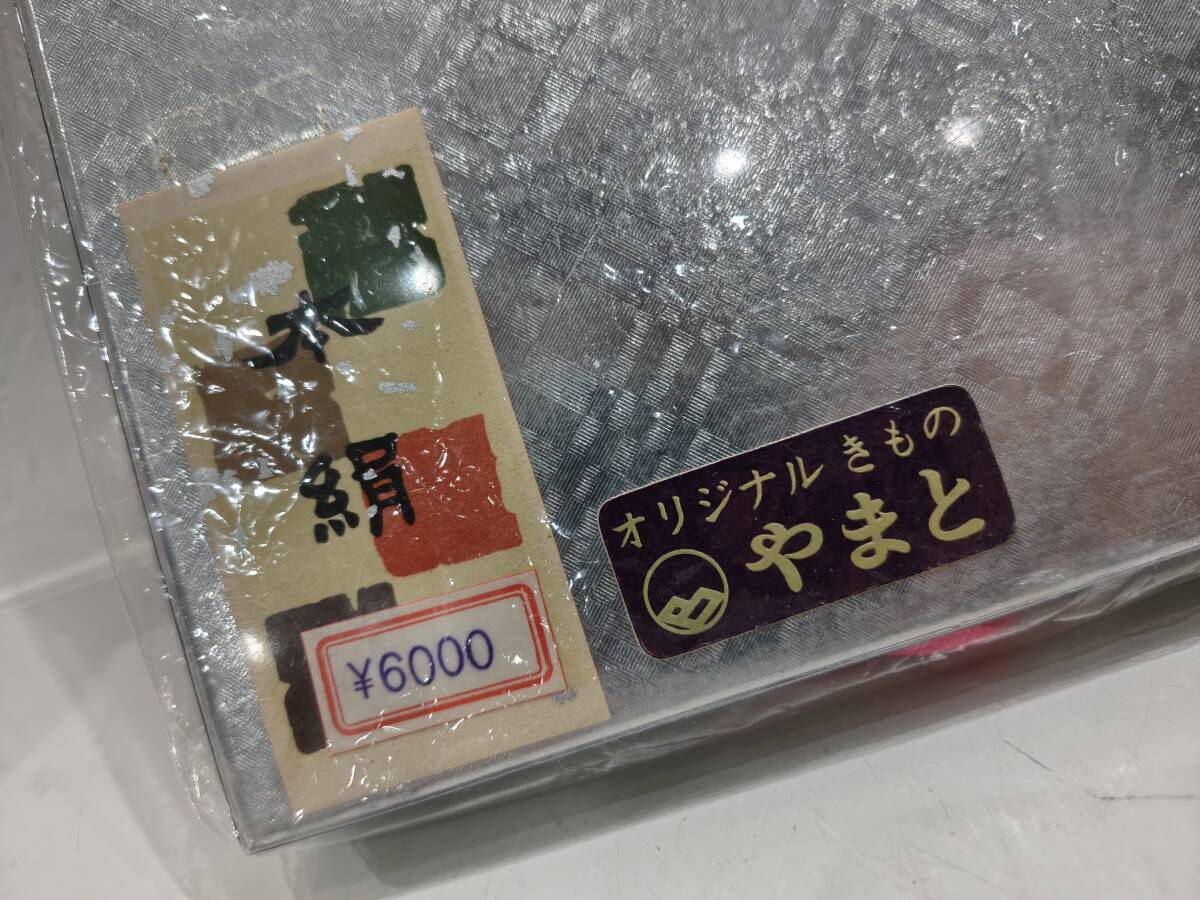 本
絹
¥6000
オリジナルきもの
やまと